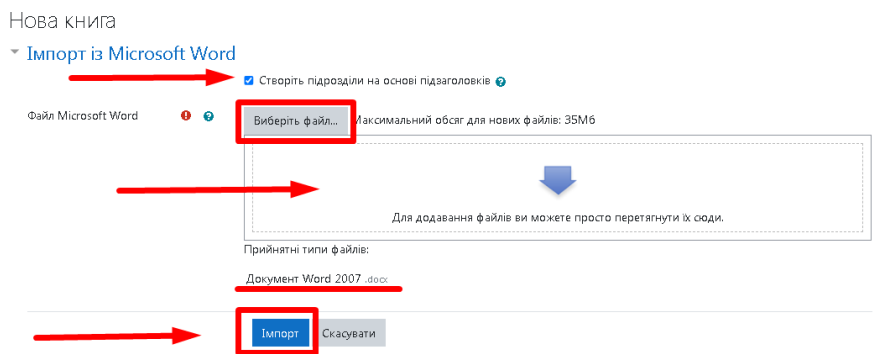 Нова книга
Імпорт із Microsoft Word
Створіть підрозділи на основі підзаголовків
Файл Microsoft Word
Виберіть файл... Максимальний обсяг для нових файлів: 35Мб
Для додавання файлів ви можете просто перетягнути їх сюди.
Прийнятні типи файлів:
Документ Word 2007 .docx
Імпорт Скасувати